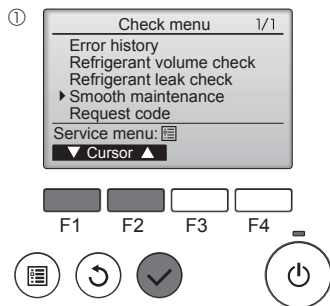 ①
Check menu 1/1
Error history
Refrigerant volume check
Refrigerant leak check
Smooth maintenance
Request code
Service menu:
▼ Cursor ▲
F1 F2 F3 F4